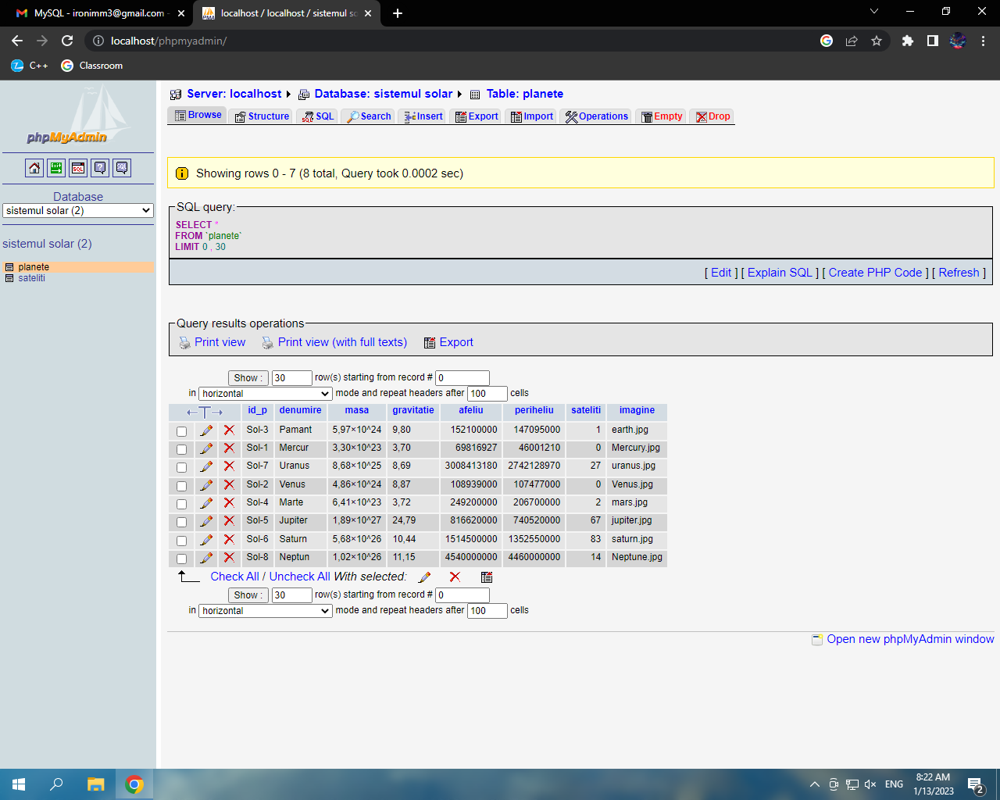 MySQL - ironimm3@gmail.com -
localhost / localhost / sistemul so
localhost/phpmyadmin/
C++
Classroom
phpMyAdmin
SQL
Database
sistemul solar (2)
sistemul solar (2)
planete
sateliti
Server: localhost
Database: sistemul solar
Table: planete
Browse Structure SQL Search Insert Export Import Operations Empty Drop
Showing rows 0 - 7 (8 total, Query took 0.0002 sec)
SQL query:
SELECT *
FROM `planete`
LIMIT 0 , 30
[ Edit ] [ Explain SQL ] [ Create PHP Code ] [ Refresh ]
Query results operations
Print view Print view (with full texts) Export
Show : 30 row(s) starting from record # 0
in horizontal mode and repeat headers after 100 cells
←T→ id_p denumire masa gravitatie afeliu periheliu sateliti imagine
Sol-3 Pamant 5,97×10^24 9,80 152100000 147095000 1 earth.jpg
Sol-1 Mercur 3,30×10^23 3,70 69816927 46001210 0 Mercury.jpg
Sol-7 Uranus 8,68×10^25 8,69 3008413180 2742128970 27 uranus.jpg
Sol-2 Venus 4,86×10^24 8,87 108939000 107477000 0 Venus.jpg
Sol-4 Marte 6,41×10^23 3,72 249200000 206700000 2 mars.jpg
Sol-5 Jupiter 1,89×10^27 24,79 816620000 740520000 67 jupiter.jpg
Sol-6 Saturn 5,68×10^26 10,44 1514500000 1352550000 83 saturn.jpg
Sol-8 Neptun 1,02×10^26 11,15 4540000000 4460000000 14 Neptune.jpg
Check All / Uncheck All With selected:
Show : 30 row(s) starting from record # 0
in horizontal mode and repeat headers after 100 cells
Open new phpMyAdmin window
ENG
8:22 AM
1/13/2023
2